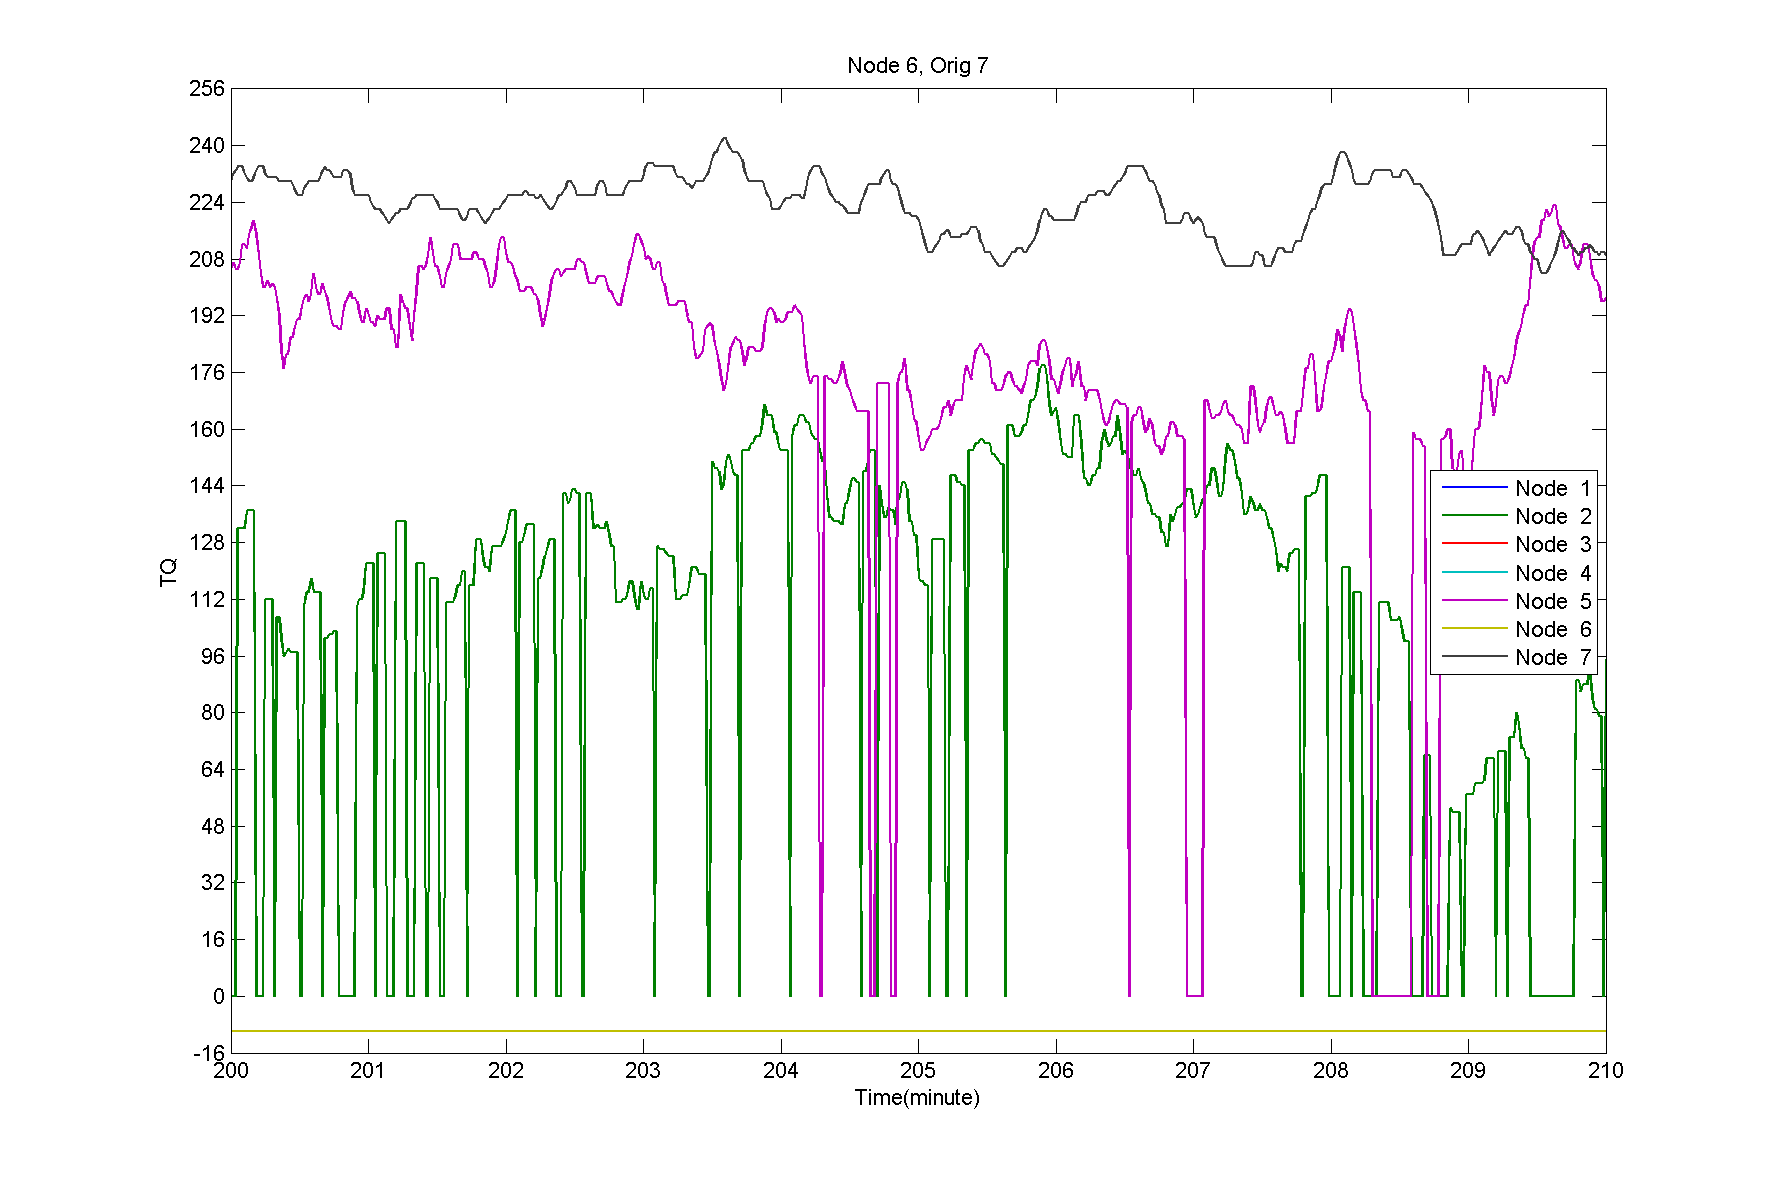 Node 6, Orig 7
256
240
224
208
192
176
160
144
128
112
96
80
64
48
32
16
0
-16
TQ
200 201 202 203 204 205 206 207 208 209 210
Time(minute)
Node 1
Node 2
Node 3
Node 4
Node 5
Node 6
Node 7